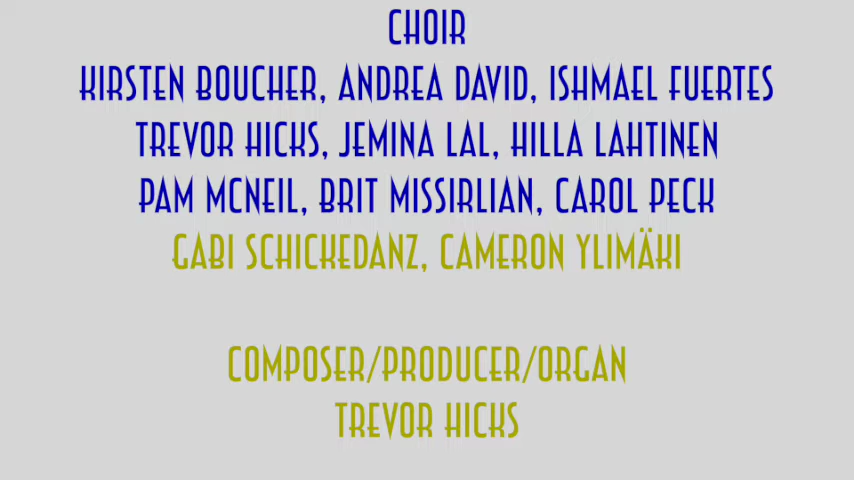 CHOIR
KIRSTEN BOUCHER, ANDREA DAVID, ISHMAEL FUERTES
TREVOR HICKS, JEMINA LAL, HILLA LAHTINEN
PAM MCNEIL, BRIT MISSIRLIAN, CAROL PECK
GABI SCHICKEDANZ, CAMERON YLIMÄKI
COMPOSER/PRODUCER/ORGAN
TREVOR HICKS